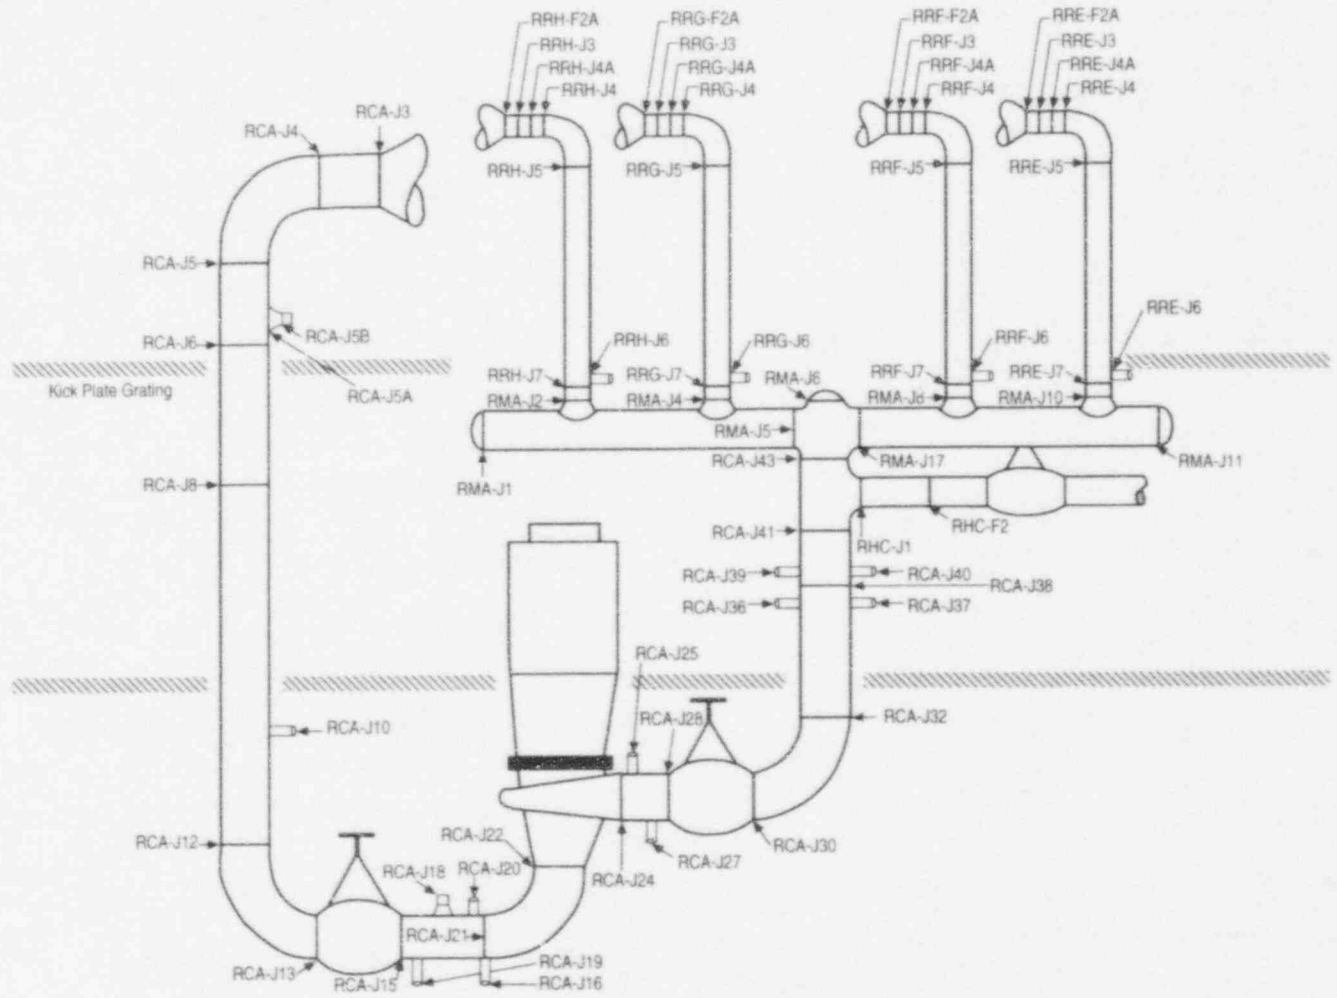 RRH-F2A
RRG-F2A
RRF-F2A
RRE-F2A
RRH-J3
RRG-J3
RRF-J3
RRE-J3
RRH-J4A
RRG-J4A
RRF-J4A
RRE-J4A
RRH-J4
RRG-J4
RRF-J4
RRE-J4
RCA-J3
RCA-J4
RRH-J5
RRG-J5
RRF-J5
RRE-J5
RCA-J5
RCA-J5B
RCA-J6
RRE-J6
RRH-J6
RRG-J6
RRF-J6
Kick Plate Grating
RCA-J5A
RRH-J7
RRG-J7
RMA-J6
RRF-J7
RRE-J7
RMA-J2
RMA-J4
RMA-J8
RMA-J10
RMA-J5
RCA-J43
RMA-J17
RMA-J11
RCA-J8
RMA-J1
RCA-J41
RHC-F2
RHC-J1
RCA-J39
RCA-J40
RCA-J38
RCA-J36
RCA-J37
RCA-J25
RCA-J10
RCA-J28
RCA-J32
RCA-J12
RCA-J22
RCA-J30
RCA-J27
RCA-J18
RCA-J20
RCA-J24
RCA-J21
RCA-J19
RCA-J13
RCA-J15
RCA-J16